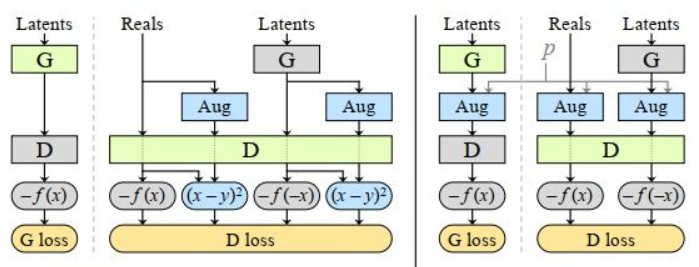 Latents Reals Latents Latents Reals Latents
G G p G G
Aug Aug Aug Aug Aug
D D D D
−f(x) −f(x) (x−y)² −f(−x) (x−y)² −f(x) −f(x) −f(−x)
G loss D loss G loss D loss